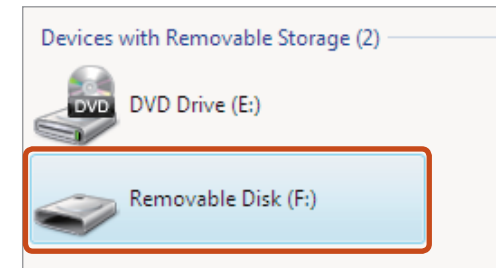 Devices with Removable Storage (2)
DVD
DVD Drive (E:)
Removable Disk (F:)